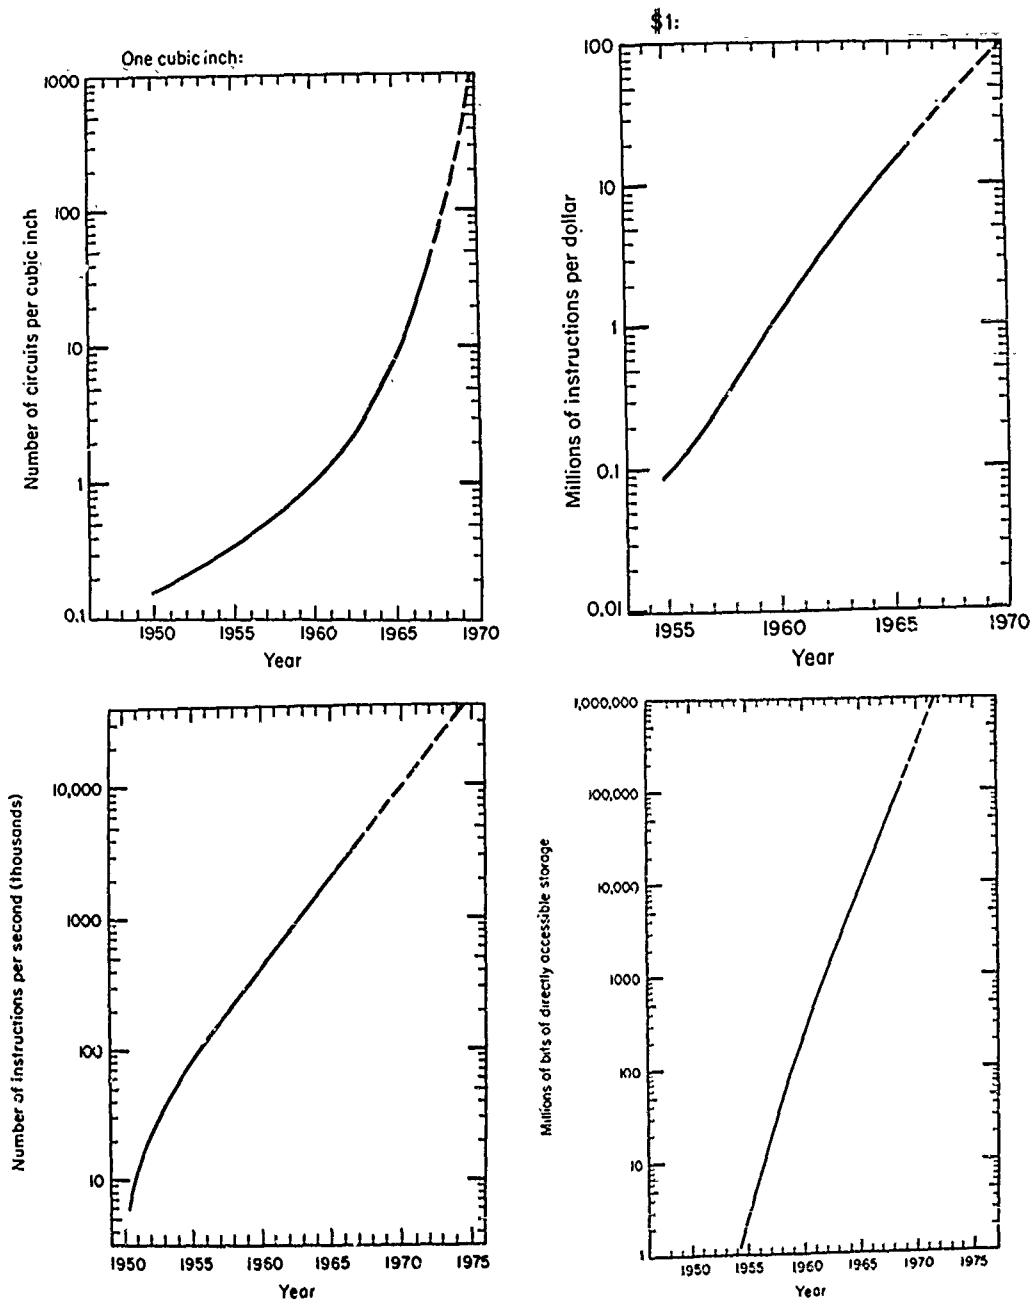 One cubic inch:
1000
100
10
1
0.1
Number of circuits per cubic inch
1950 1955 1960 1965 1970
Year
$1:
100
10
1
0.1
0.01
Millions of instructions per dollar
1955 1960 1965 1970
Year
10,000
1000
100
10
Number of instructions per second (thousands)
1950 1955 1960 1965 1970 1975
Year
1,000,000
100,000
10,000
1000
100
10
1
Millions of bits of directly accessible storage
1950 1955 1960 1965 1970 1975
Year